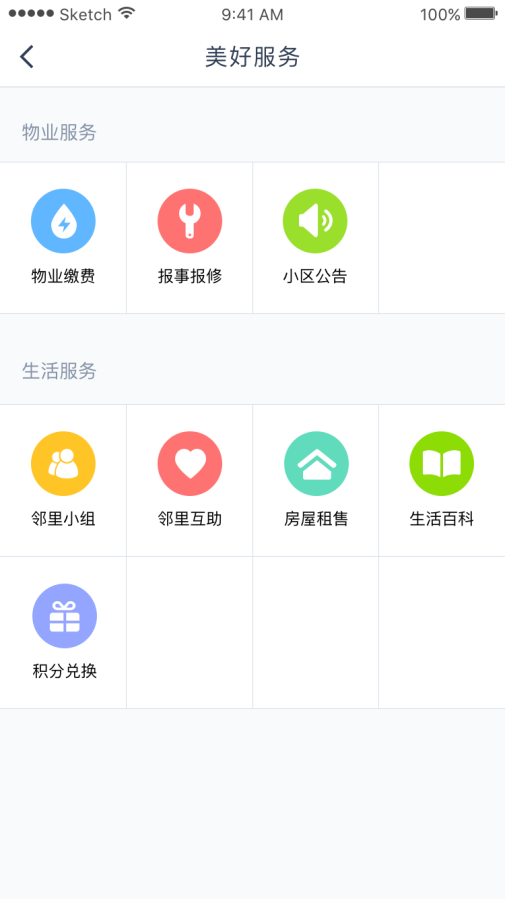 ●●●●● Sketch 9:41 AM 100%
美好服务
物业服务
物业缴费 报事报修 小区公告
生活服务
邻里小组 邻里互助 房屋租售 生活百科
积分兑换